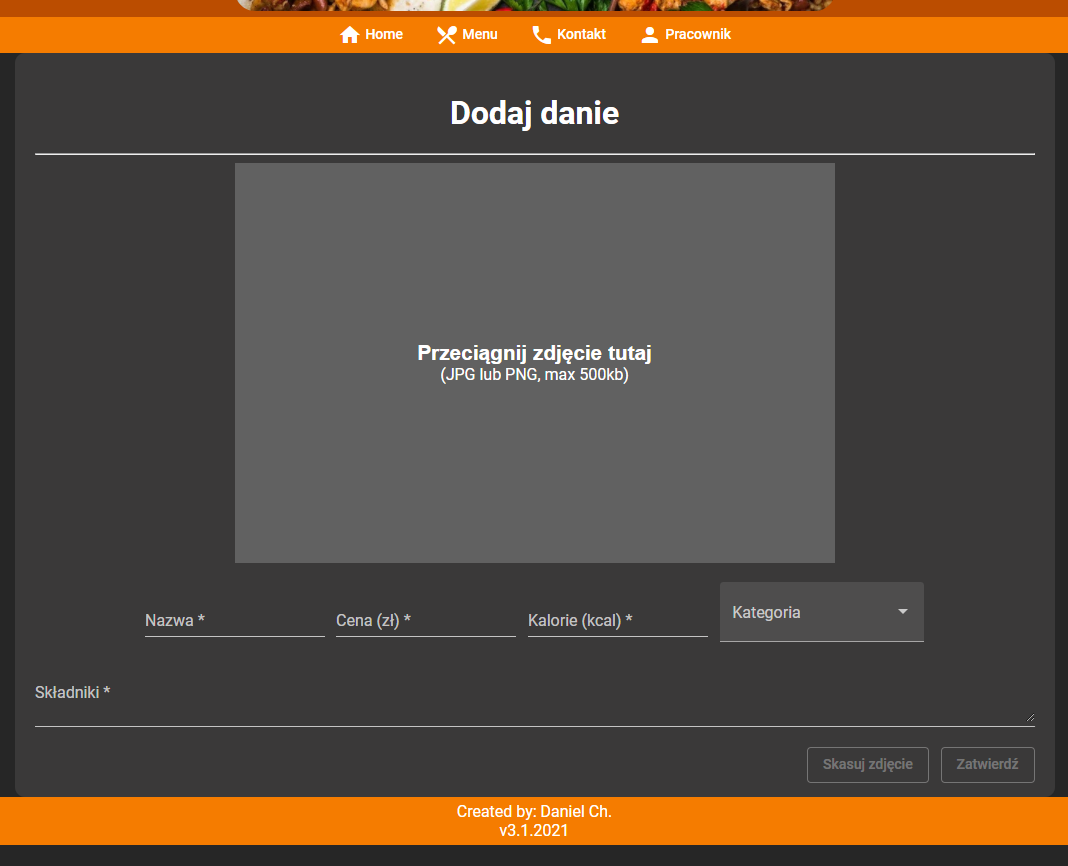 Home Menu Kontakt Pracownik
Dodaj danie
Przeciągnij zdjęcie tutaj
(JPG lub PNG, max 500kb)
Nazwa * Cena (zł) * Kalorie (kcal) * Kategoria
Składniki *
Skasuj zdjęcie Zatwierdź
Created by: Daniel Ch.
v3.1.2021